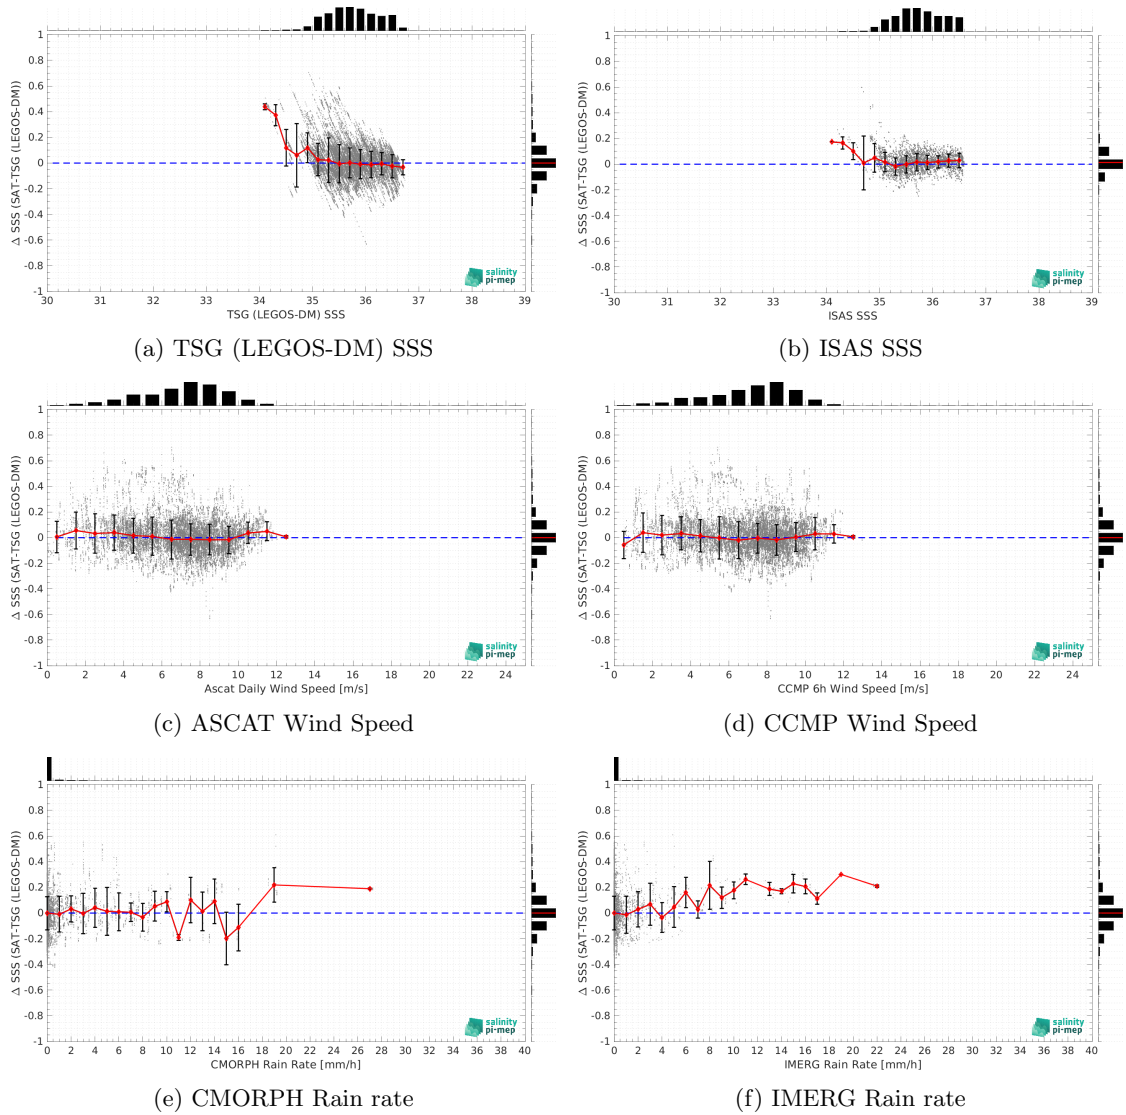 1
0.8
0.6
0.4
0.2
0
-0.2
-0.4
-0.6
-0.8
-1
Δ SSS (SAT-TSG (LEGOS-DM))
salinity
pi-mep
30 31 32 33 34 35 36 37 38 39
TSG (LEGOS-DM) SSS
(a) TSG (LEGOS-DM) SSS
1
0.8
0.6
0.4
0.2
0
-0.2
-0.4
-0.6
-0.8
-1
Δ SSS (SAT-TSG (LEGOS-DM))
salinity
pi-mep
30 31 32 33 34 35 36 37 38 39
ISAS SSS
(b) ISAS SSS
1
0.8
0.6
0.4
0.2
0
-0.2
-0.4
-0.6
-0.8
-1
Δ SSS (SAT-TSG (LEGOS-DM))
salinity
pi-mep
0 2 4 6 8 10 12 14 16 18 20 22 24
Ascat Daily Wind Speed [m/s]
(c) ASCAT Wind Speed
1
0.8
0.6
0.4
0.2
0
-0.2
-0.4
-0.6
-0.8
-1
Δ SSS (SAT-TSG (LEGOS-DM))
salinity
pi-mep
0 2 4 6 8 10 12 14 16 18 20 22 24
CCMP 6h Wind Speed [m/s]
(d) CCMP Wind Speed
1
0.8
0.6
0.4
0.2
0
-0.2
-0.4
-0.6
-0.8
-1
Δ SSS (SAT-TSG (LEGOS-DM))
salinity
pi-mep
0 2 4 6 8 10 12 14 16 18 20 22 24 26 28 30 32 34 36 38 40
CMORPH Rain Rate [mm/h]
(e) CMORPH Rain rate
1
0.8
0.6
0.4
0.2
0
-0.2
-0.4
-0.6
-0.8
-1
Δ SSS (SAT-TSG (LEGOS-DM))
salinity
pi-mep
0 2 4 6 8 10 12 14 16 18 20 22 24 26 28 30 32 34 36 38 40
IMERG Rain Rate [mm/h]
(f) IMERG Rain rate